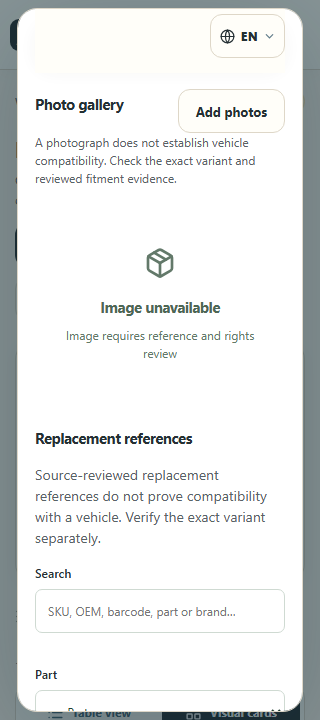 EN
Photo gallery
Add photos
A photograph does not establish vehicle
compatibility. Check the exact variant and
reviewed fitment evidence.
Image unavailable
Image requires reference and rights
review
Replacement references
Source-reviewed replacement
references do not prove compatibility
with a vehicle. Verify the exact variant
separately.
Search
SKU, OEM, barcode, part or brand...
Part
Table view
Visual cards